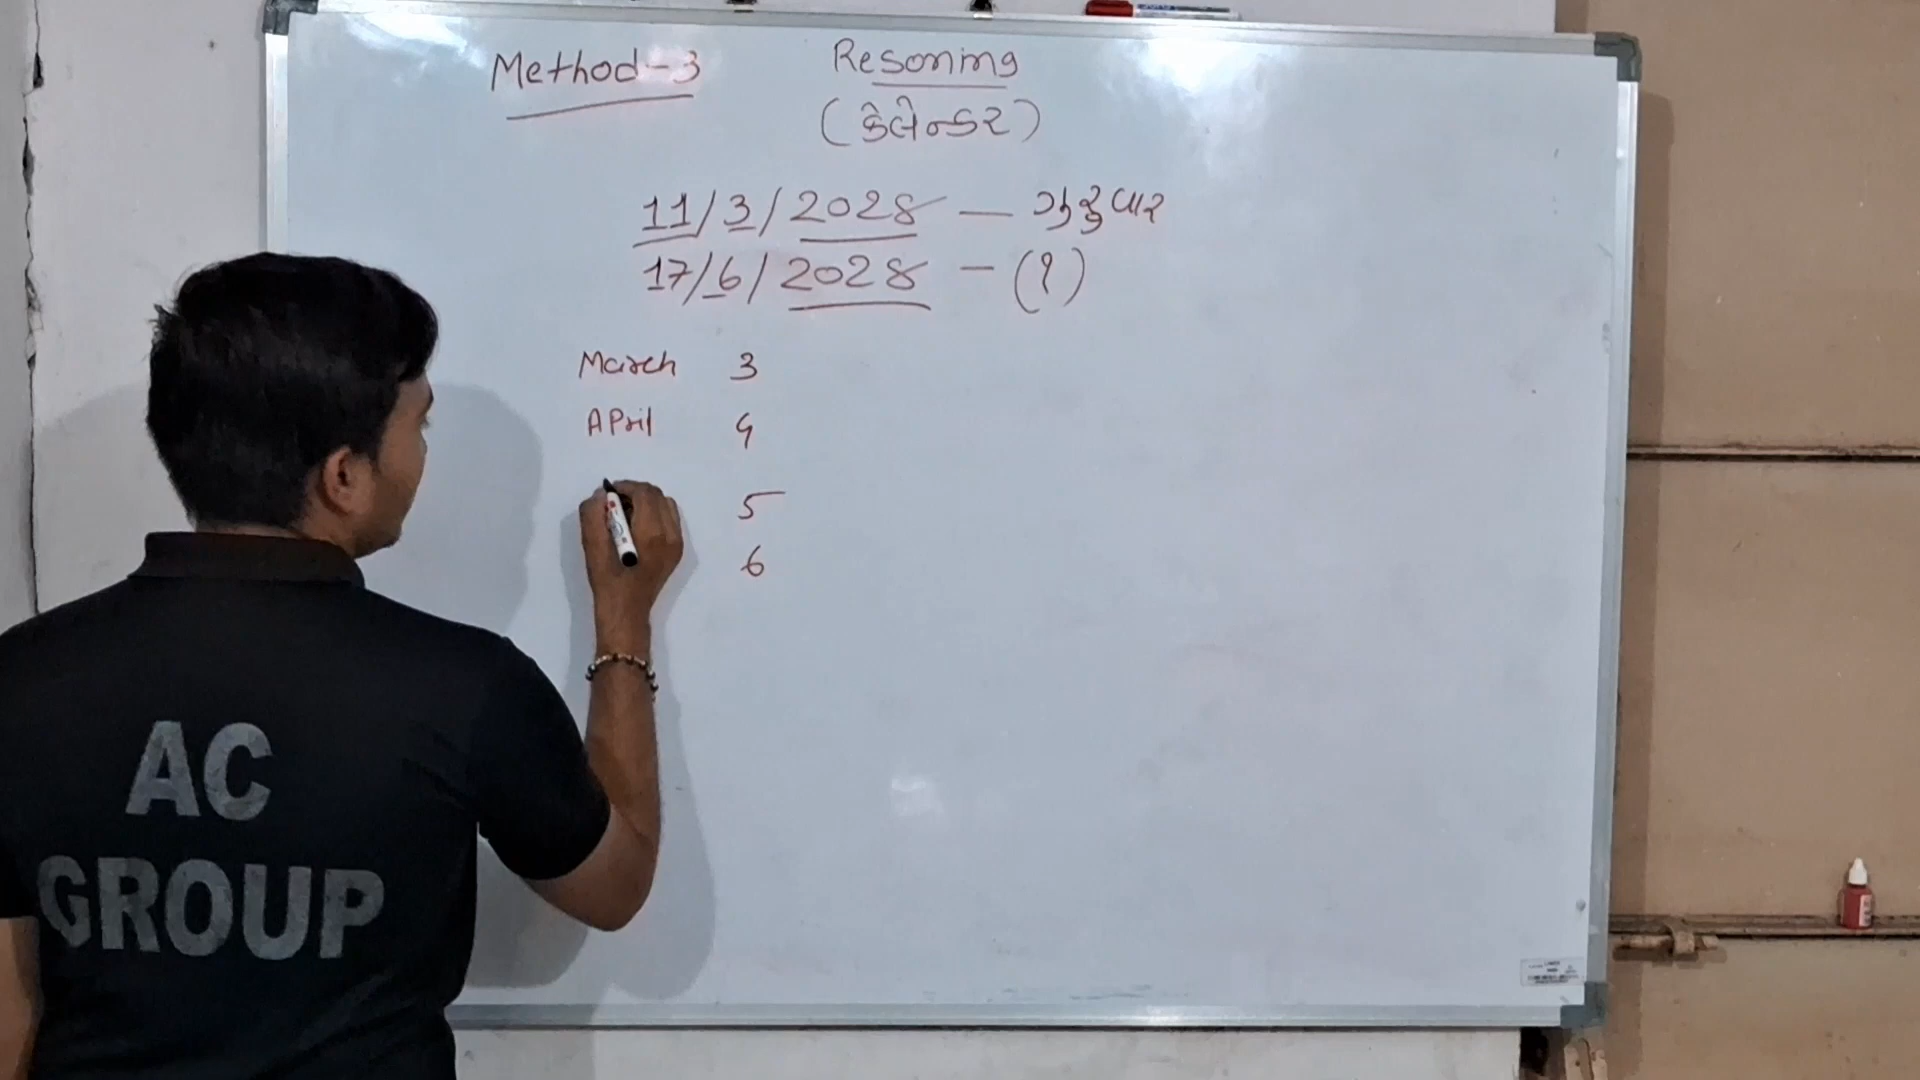 Method-3
Resoning
(કેલેન્ડર)
11/3/2028 — ગુરુવાર
17/6/2028 - (?)
March 3
April 4
5
6
AC
GROUP